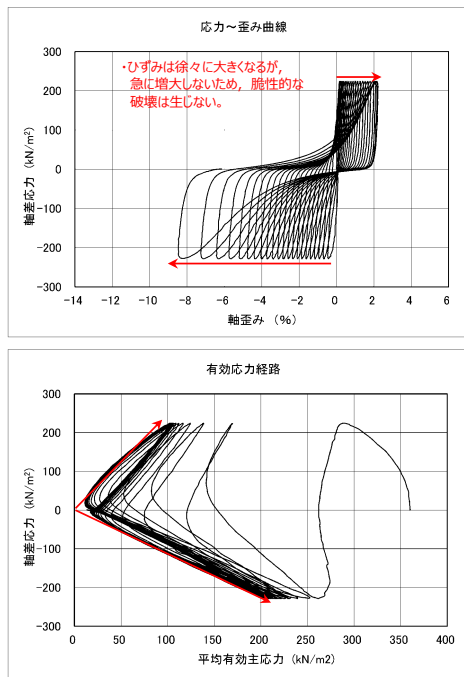 応力～歪み曲線
・ひずみは徐々に大きくなるが，
急に増大しないため，脆性的な
破壊は生じない。
300
200
100
0
-100
-200
-300
軸差応力 (kN/m²)
-14 -12 -10 -8 -6 -4 -2 0 2 4 6
軸歪み (%)
有効応力経路
300
200
100
0
-100
-200
-300
軸差応力 (kN/m²)
0 50 100 150 200 250 300 350 400
平均有効主応力 (kN/m2)